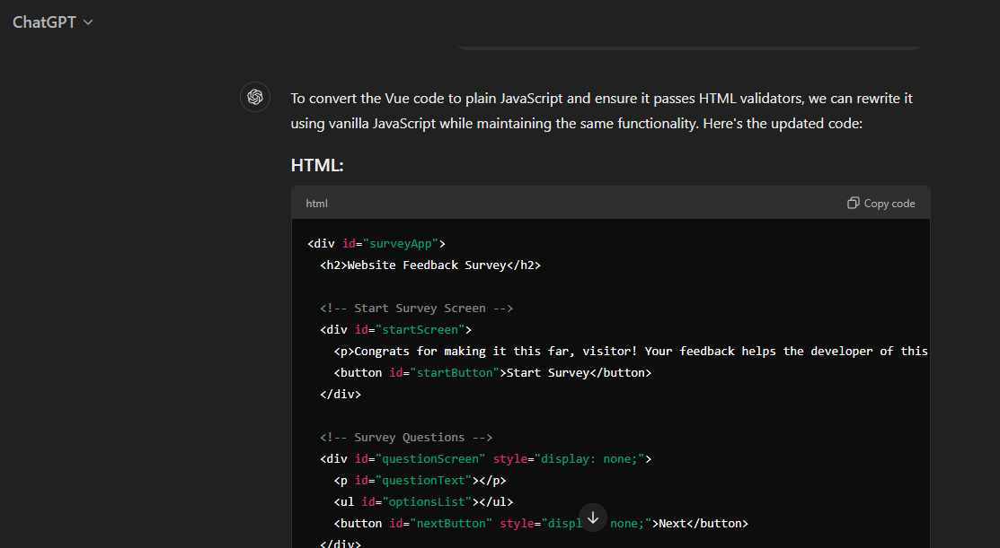 ChatGPT
To convert the Vue code to plain JavaScript and ensure it passes HTML validators, we can rewrite it
using vanilla JavaScript while maintaining the same functionality. Here's the updated code:
HTML:
html Copy code
<div id="surveyApp">
<h2>Website Feedback Survey</h2>
<!-- Start Survey Screen -->
<div id="startScreen">
<p>Congrats for making it this far, visitor! Your feedback helps the developer of this
<button id="startButton">Start Survey</button>
</div>
<!-- Survey Questions -->
<div id="questionScreen" style="display: none;">
<p id="questionText"></p>
<ul id="optionsList"></ul>
<button id="nextButton" style="displ none;">Next</button>
</div>